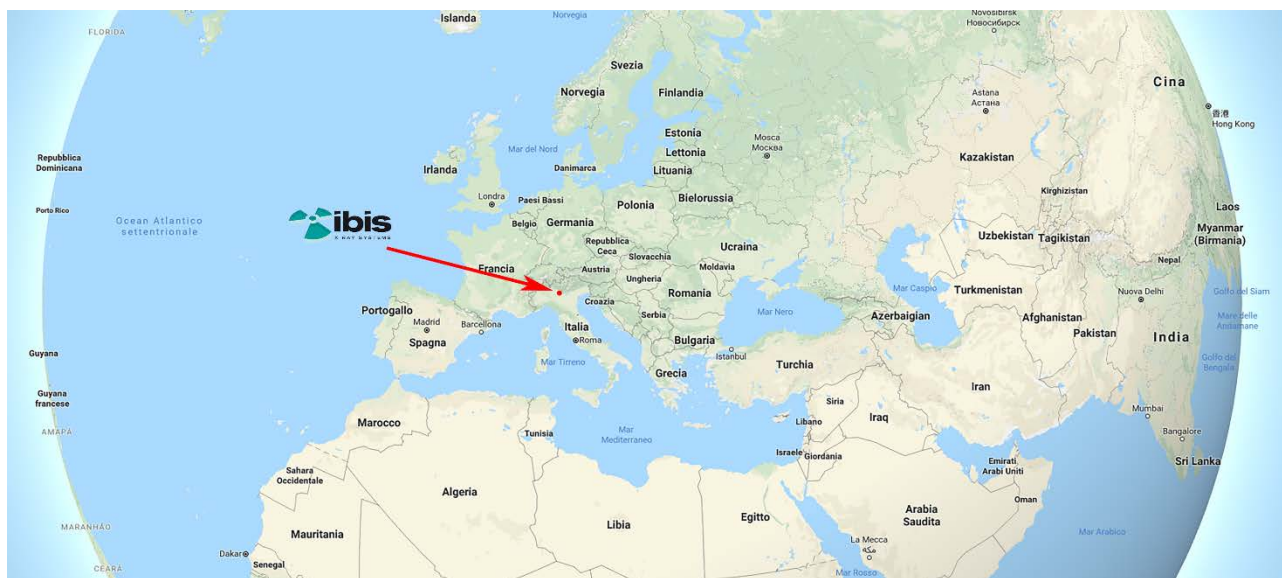 Islanda
Norvegia
Novosibirsk
Новосибирск
FLORIDA
Svezia
Cina
Norvegia
Finlandia
Astana
Астана
香港
Hong Kong
Estonia
Mosca
Москва
Mar del Nord
Lettonia
Repubblica
Dominicana
Irlanda
Danimarca
Lituania
Kazakistan
Londra
Paesi Bassi
Bielorussia
Kirghizistan
Polonia
Laos
Porto Rico
Ocean Atlantico
settentrionale
ibis
X-RAY SYSTEMS
Belgio
Germania
Myanmar
(Birmania)
Uzbekistan
Tagikistan
Repubblica
Ceca
Ucraina
Slovacchia
Nepal
Francia
Austria
Moldavia
Ungheria
Mar Caspio
Turkmenistan
Nuova Delhi
Golfo del Siam
Romania
Croazia
Portogallo
Mar Nero
Serbia
Azerbaigian
Afghanistan
Mare delle
Andamane
Madrid
Barcellona
Italia
Pakistan
India
Spagna
Roma
Bulgaria
Istanbul
Guyana
Mar Tirreno
Turchia
Golfo del
Bengala
Grecia
Iran
Guyana
francese
Siria
Mumbai
Iraq
Marocco
Libano
AMAPÁ
Mar
Mediterraneo
Tunisia
Bangalore
Israele
Giordania
Emirati
Arabi Uniti
Sri Lanka
Sahara
Occidentale
Algeria
Oman
Arabia
Saudita
Libia
Egitto
MARANHÃO
Mauritania
Mar Arabico
La Mecca
مكة
Dakar
Senegal
CEARÁ
Mar Rosso